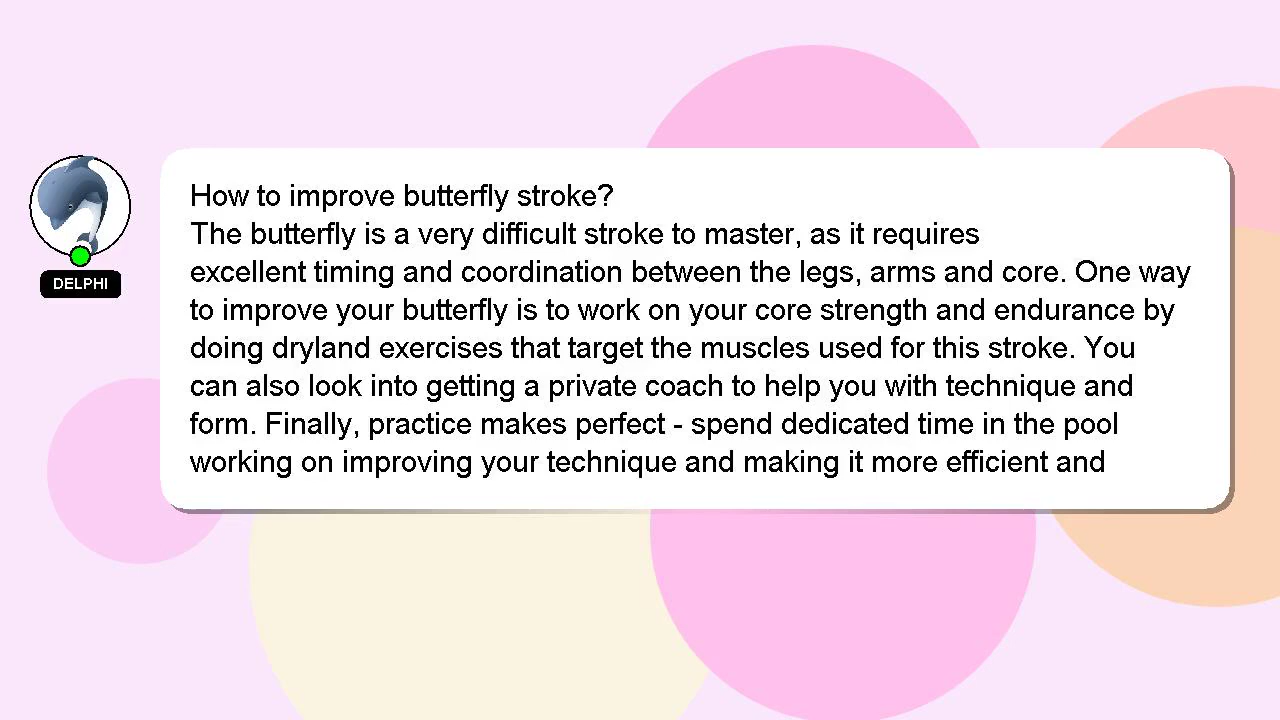 How to improve butterfly stroke?
The butterfly is a very difficult stroke to master, as it requires
excellent timing and coordination between the legs, arms and core. One way
to improve your butterfly is to work on your core strength and endurance by
doing dryland exercises that target the muscles used for this stroke. You
can also look into getting a private coach to help you with technique and
form. Finally, practice makes perfect - spend dedicated time in the pool
working on improving your technique and making it more efficient and
DELPHI